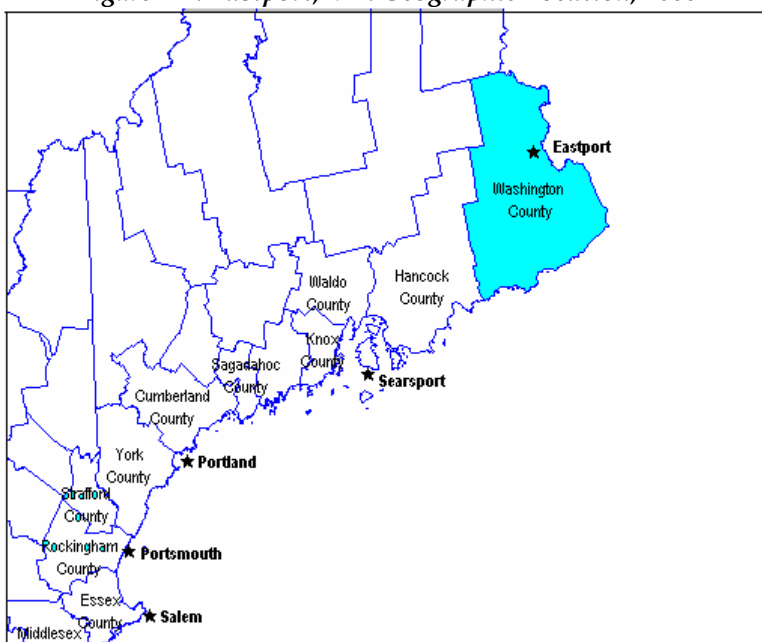 Eastport
Washington
County
Waldo
County
Hancock
County
Knox
County
Searsport
Sagadahoc
County
Cumberland
County
York
County
Portland
Strafford
County
Rockingham
County
Portsmouth
Essex
County
Salem
Middlesex